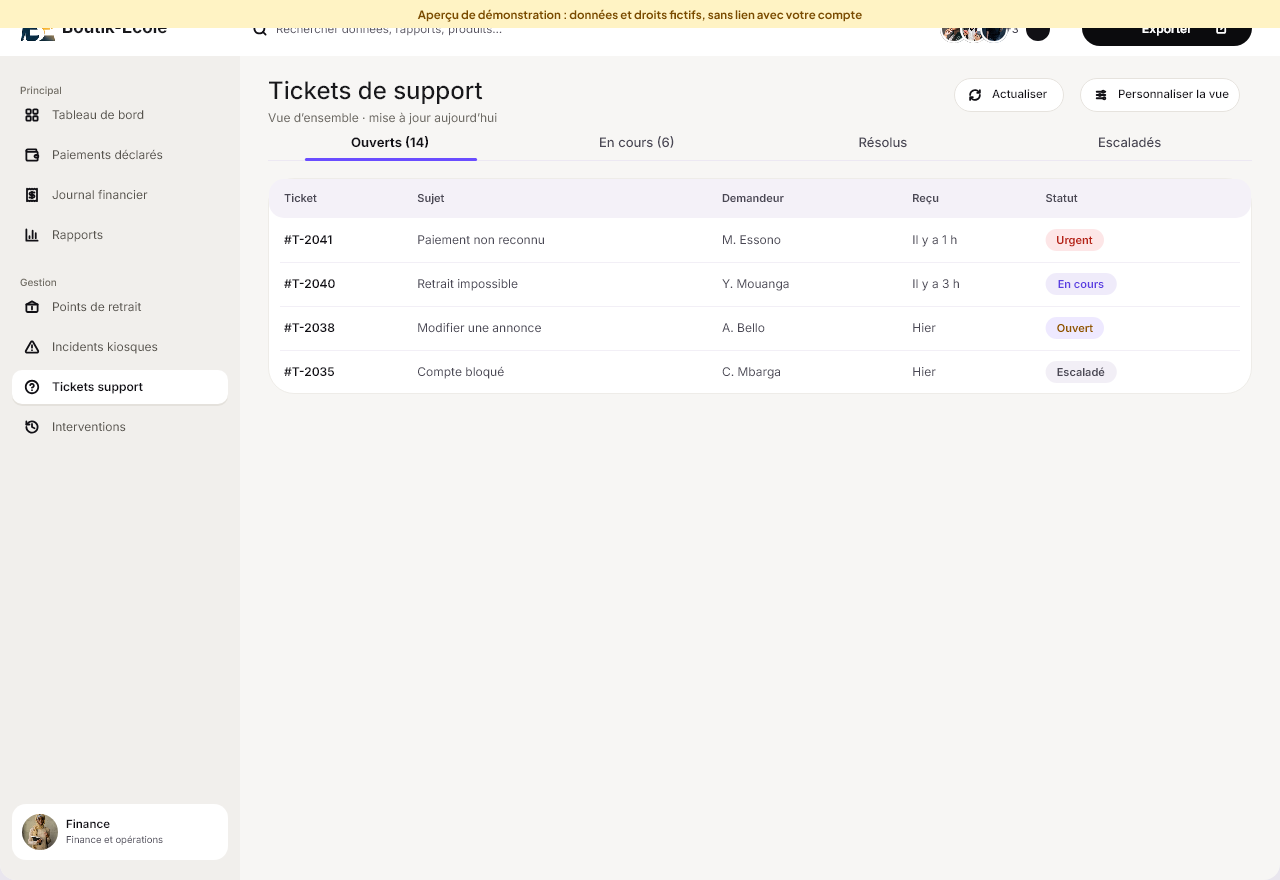 Aperçu de démonstration : données et droits fictifs, sans lien avec votre compte
Boutik-École
Rechercher données, rapports, produits...
+3
Exporter
Principal
Tableau de bord
Paiements déclarés
Journal financier
Rapports
Gestion
Points de retrait
Incidents kiosques
Tickets support
Interventions
Finance
Finance et opérations
Tickets de support
Vue d’ensemble · mise à jour aujourd’hui
Actualiser
Personnaliser la vue
Ouverts (14) En cours (6) Résolus Escaladés
Ticket Sujet Demandeur Reçu Statut
#T-2041 Paiement non reconnu M. Essono Il y a 1 h Urgent
#T-2040 Retrait impossible Y. Mouanga Il y a 3 h En cours
#T-2038 Modifier une annonce A. Bello Hier Ouvert
#T-2035 Compte bloqué C. Mbarga Hier Escaladé